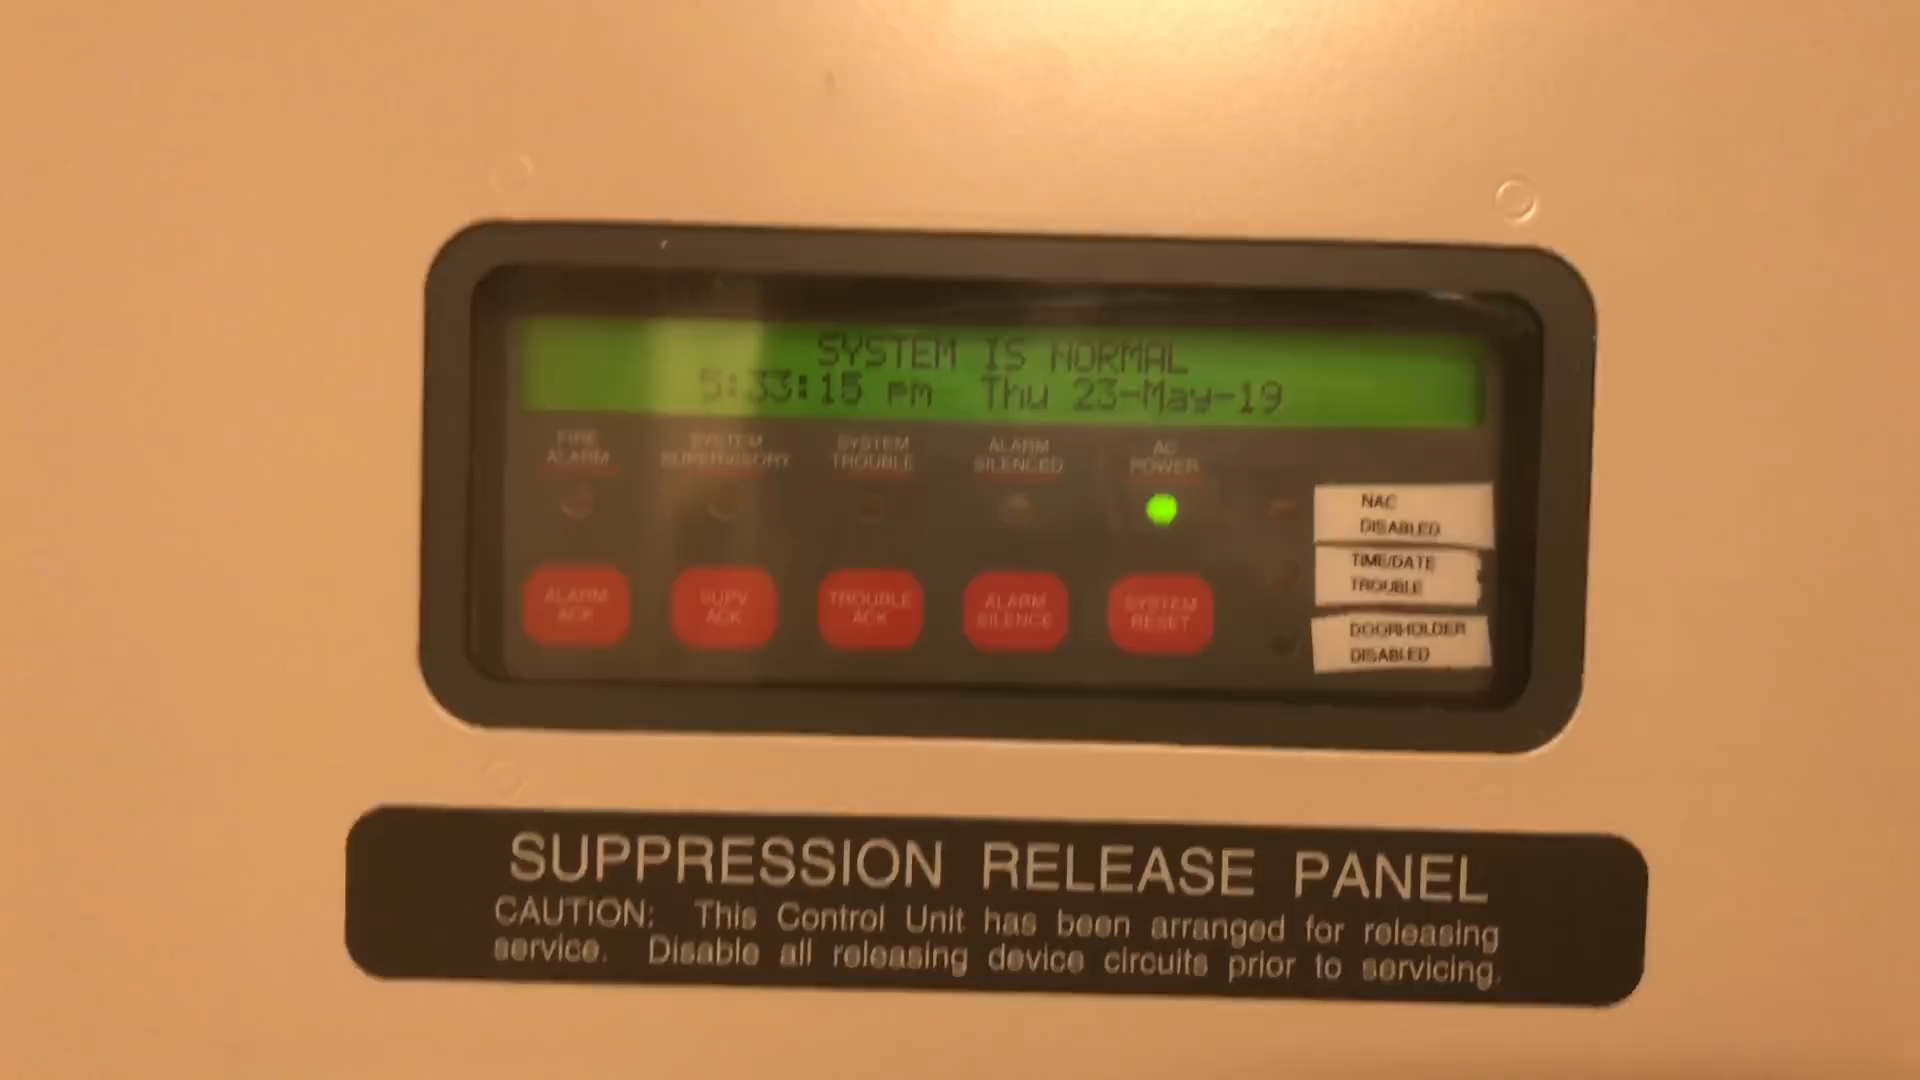 SYSTEM IS NORMAL
5:33:15 pm Thu 23-May-19
FIRE
ALARM
SYSTEM
SUPERVISORY
SYSTEM
TROUBLE
ALARM
SILENCED
AC
POWER
NAC
DISABLED
TIME/DATE
TROUBLE
DOORHOLDER
DISABLED
ALARM
ACK
SUPV
ACK
TROUBLE
ACK
ALARM
SILENCE
SYSTEM
RESET
SUPPRESSION RELEASE PANEL
CAUTION: This Control Unit has been arranged for releasing
service. Disable all releasing device circuits prior to servicing.